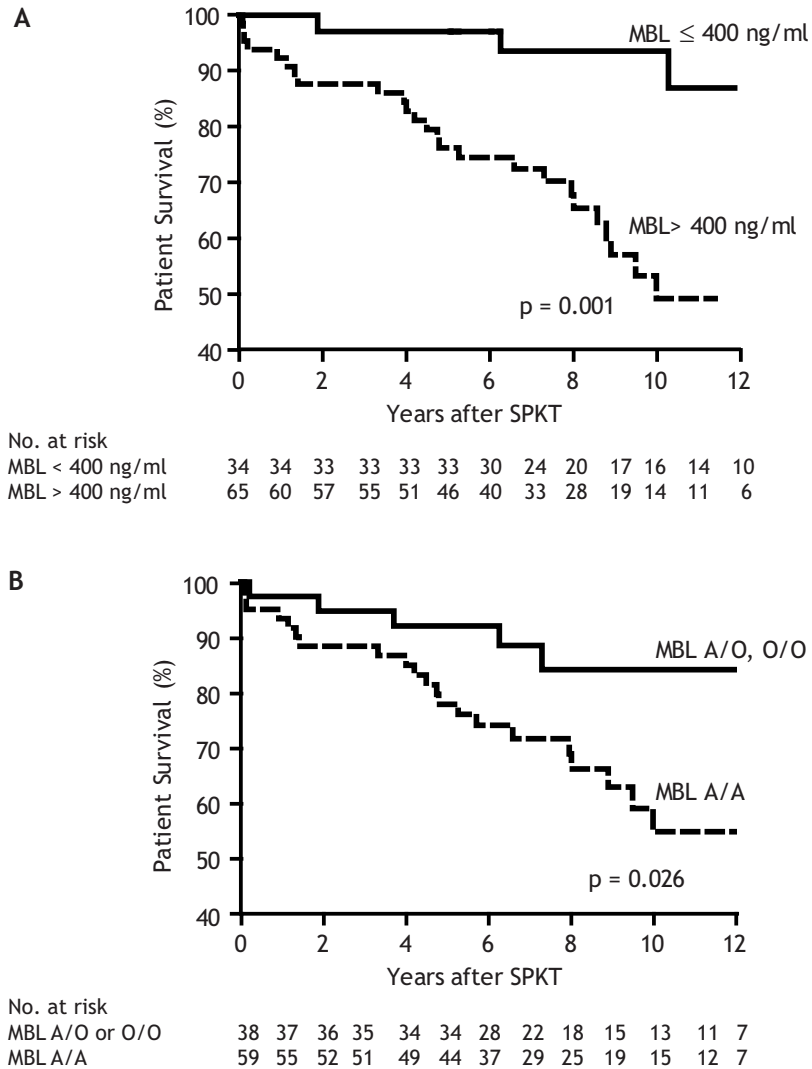 A
100
90
80
70
60
50
40
Patient Survival (%)
MBL ≤ 400 ng/ml
MBL> 400 ng/ml
p = 0.001
0 2 4 6 8 10 12
Years after SPKT
No. at risk
MBL < 400 ng/ml 34 34 33 33 33 33 30 24 20 17 16 14 10
MBL > 400 ng/ml 65 60 57 55 51 46 40 33 28 19 14 11 6
B
100
90
80
70
60
50
40
Patient Survival (%)
MBL A/O, O/O
MBL A/A
p = 0.026
0 2 4 6 8 10 12
Years after SPKT
No. at risk
MBL A/O or O/O 38 37 36 35 34 34 28 22 18 15 13 11 7
MBL A/A 59 55 52 51 49 44 37 29 25 19 15 12 7